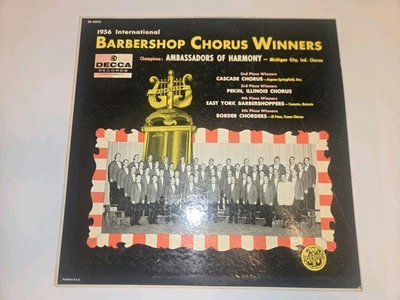 DL 8372
1956 International
BARBERSHOP CHORUS WINNERS
Champions: AMBASSADORS OF HARMONY — Michigan City, Ind. Chorus
DECCA
RECORDS
2nd Place Winners
CASCADE CHORUS — Eugene-Springfield, Ore.
3rd Place Winners
PEKIN, ILLINOIS CHORUS
4th Place Winners
EAST YORK BARBERSHOPPERS — Toronto, Ontario
5th Place Winners
BORDER CHORDERS — El Paso, Texas Chorus